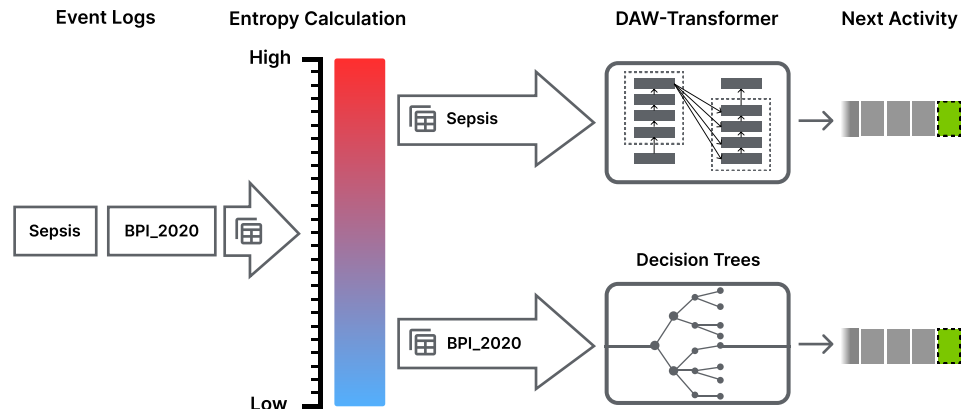 Event Logs
Entropy Calculation
DAW-Transformer
Next Activity
High
Sepsis
Sepsis
BPI_2020
Decision Trees
BPI_2020
Low